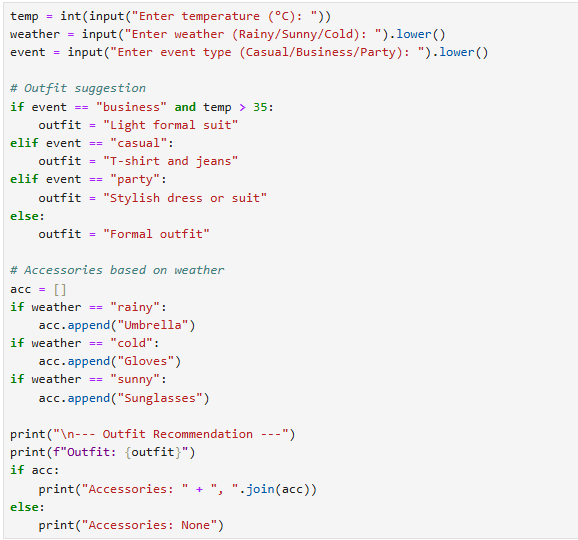 temp = int(input("Enter temperature (°C): "))
weather = input("Enter weather (Rainy/Sunny/Cold): ").lower()
event = input("Enter event type (Casual/Business/Party): ").lower()

# Outfit suggestion
if event == "business" and temp > 35:
    outfit = "Light formal suit"
elif event == "casual":
    outfit = "T-shirt and jeans"
elif event == "party":
    outfit = "Stylish dress or suit"
else:
    outfit = "Formal outfit"

# Accessories based on weather
acc = []
if weather == "rainy":
    acc.append("Umbrella")
if weather == "cold":
    acc.append("Gloves")
if weather == "sunny":
    acc.append("Sunglasses")

print("\n--- Outfit Recommendation ---")
print(f"Outfit: {outfit}")
if acc:
    print("Accessories: " + ", ".join(acc))
else:
    print("Accessories: None")